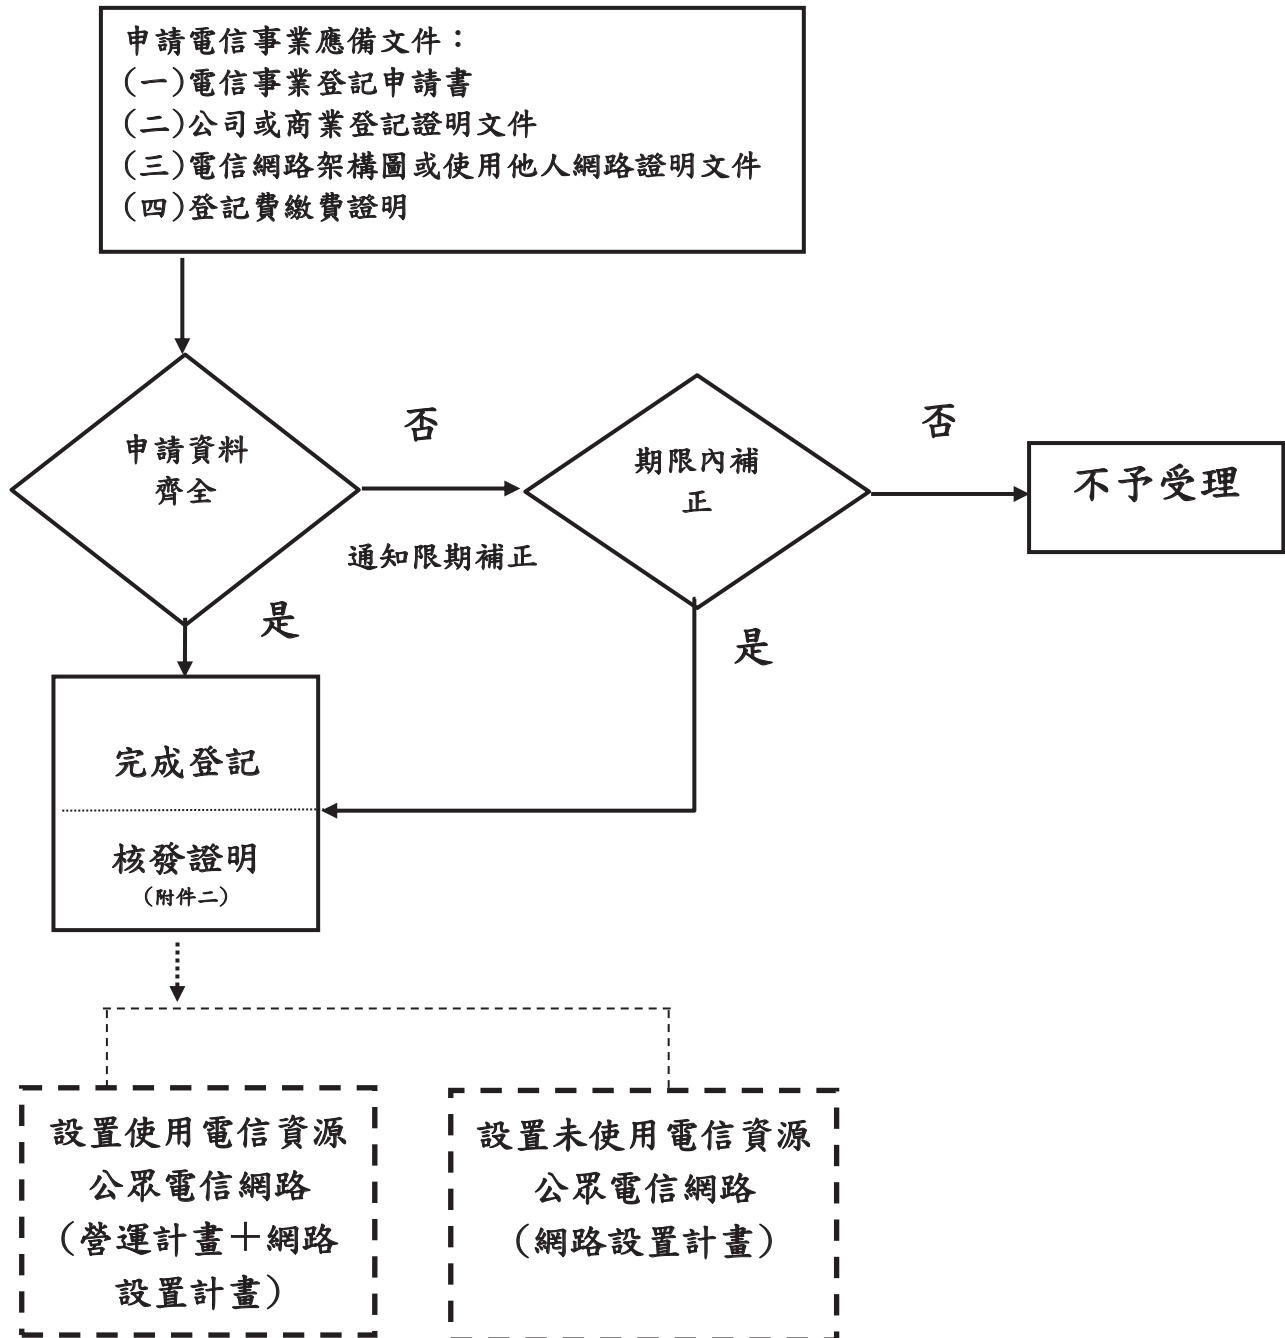 申請電信事業應備文件：
(一)電信事業登記申請書
(二)公司或商業登記證明文件
(三)電信網路架構圖或使用他人網路證明文件
(四)登記費繳費證明
申請資料
齊全
否
通知限期補正
期限內補
正
否
不予受理
是
是
完成登記
核發證明
(附件二)
設置使用電信資源
公眾電信網路
(營運計畫＋網路
設置計畫)
設置未使用電信資源
公眾電信網路
(網路設置計畫)